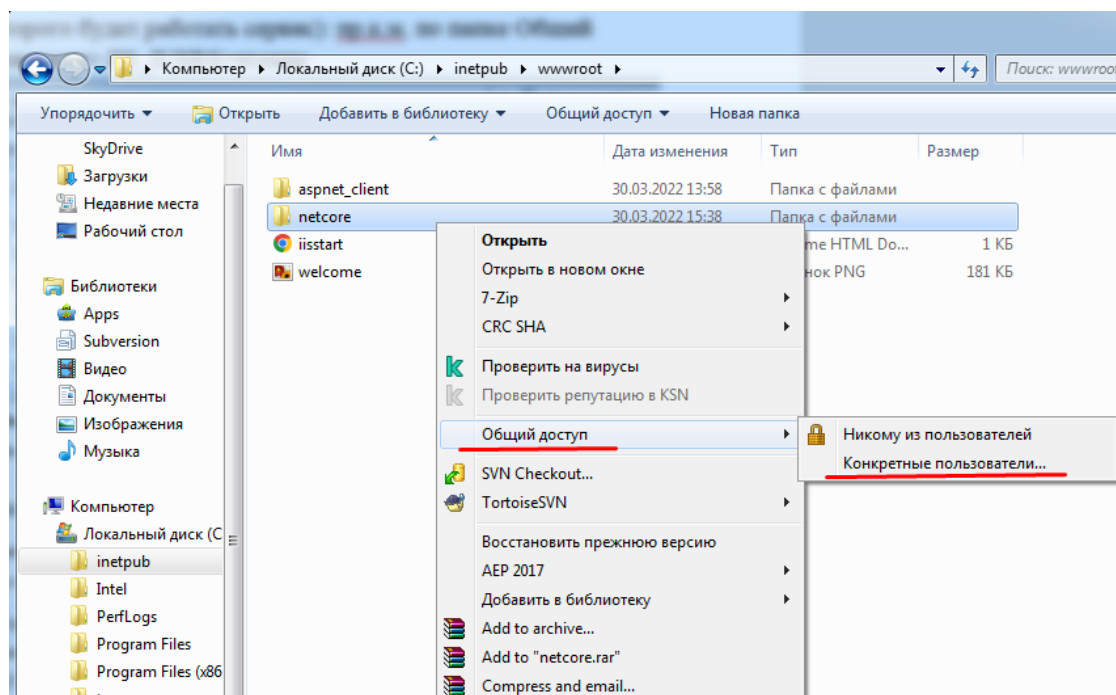 Компьютер Локальный диск (C:) inetpub wwwroot Поиск: wwwroot
Упорядочить Открыть Добавить в библиотеку Общий доступ Новая папка
SkyDrive
Загрузки
Недавние места
Рабочий стол
Библиотеки
Apps
Subversion
Видео
Документы
Изображения
Музыка
Компьютер
Локальный диск (C
inetpub
Intel
PerfLogs
Program Files
Program Files (x86
Имя Дата изменения Тип Размер
aspnet_client 30.03.2022 13:58 Папка с файлами
netcore 30.03.2022 15:38 Папка с файлами
iisstart me HTML Do... 1 КБ
welcome нок PNG 181 КБ
Открыть
Открыть в новом окне
7-Zip
CRC SHA
Проверить на вирусы
Проверить репутацию в KSN
Общий доступ
SVN Checkout...
TortoiseSVN
Восстановить прежнюю версию
AEP 2017
Добавить в библиотеку
Add to archive...
Add to "netcore.rar"
Compress and email...
Никому из пользователей
Конкретные пользователи...